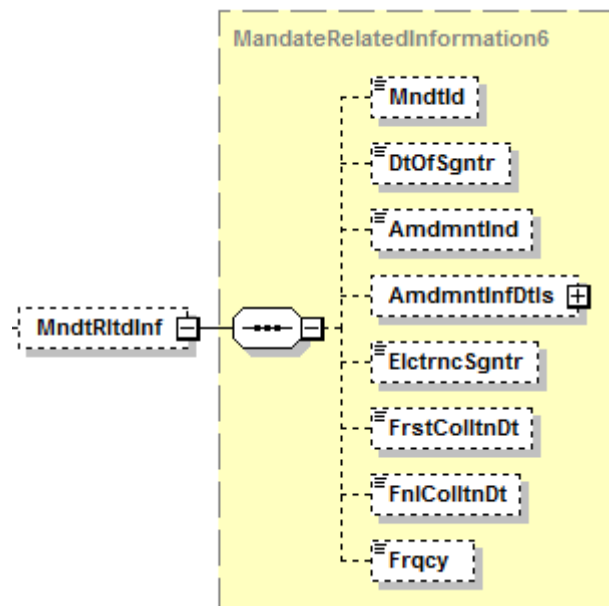 MandateRelatedInformation6
MndtId
DtOfSgntr
AmdmntInd
AmdmntInfDtls
MndtRltdInf
ElctrncSgntr
FrstColltnDt
FnlColltnDt
Frqcy